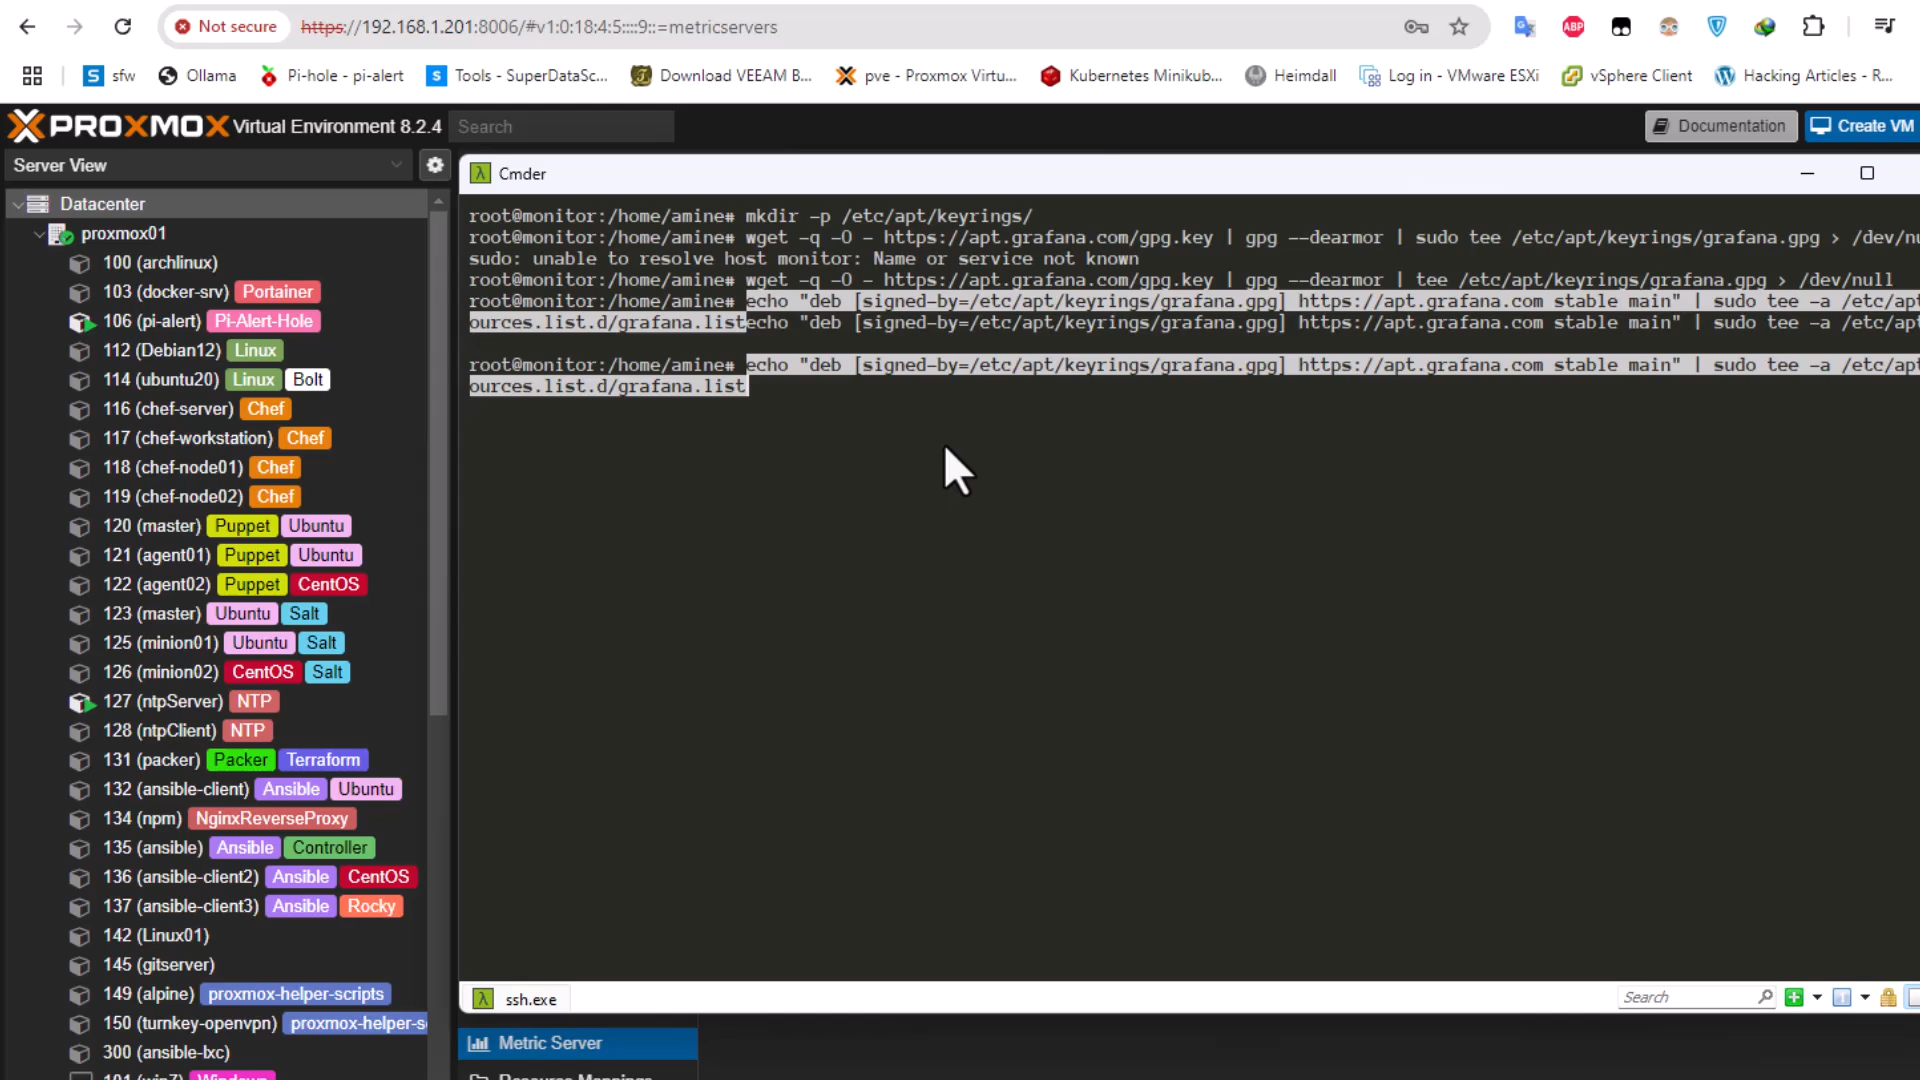 Not secure https://192.168.1.201:8006/#v1:0:18:4:5::::9::=metricservers
sfw Ollama Pi-hole - pi-alert Tools - SuperDataSc... Download VEEAM B... pve - Proxmox Virtu... Kubernetes Minikub... Heimdall Log in - VMware ESXi vSphere Client Hacking Articles - R...
PROXMOX Virtual Environment 8.2.4 Search Documentation Create VM
Server View
Cmder
Datacenter
proxmox01
100 (archlinux)
103 (docker-srv) Portainer
106 (pi-alert) Pi-Alert-Hole
112 (Debian12) Linux
114 (ubuntu20) Linux Bolt
116 (chef-server) Chef
117 (chef-workstation) Chef
118 (chef-node01) Chef
119 (chef-node02) Chef
120 (master) Puppet Ubuntu
121 (agent01) Puppet Ubuntu
122 (agent02) Puppet CentOS
123 (master) Ubuntu Salt
125 (minion01) Ubuntu Salt
126 (minion02) CentOS Salt
127 (ntpServer) NTP
128 (ntpClient) NTP
131 (packer) Packer Terraform
132 (ansible-client) Ansible Ubuntu
134 (npm) NginxReverseProxy
135 (ansible) Ansible Controller
136 (ansible-client2) Ansible CentOS
137 (ansible-client3) Ansible Rocky
142 (Linux01)
145 (gitserver)
149 (alpine) proxmox-helper-scripts
150 (turnkey-openvpn) proxmox-helper-s
300 (ansible-lxc)
root@monitor:/home/amine# mkdir -p /etc/apt/keyrings/
root@monitor:/home/amine# wget -q -O - https://apt.grafana.com/gpg.key | gpg --dearmor | sudo tee /etc/apt/keyrings/grafana.gpg > /dev/nu
sudo: unable to resolve host monitor: Name or service not known
root@monitor:/home/amine# wget -q -O - https://apt.grafana.com/gpg.key | gpg --dearmor | tee /etc/apt/keyrings/grafana.gpg > /dev/null
root@monitor:/home/amine# echo "deb [signed-by=/etc/apt/keyrings/grafana.gpg] https://apt.grafana.com stable main" | sudo tee -a /etc/apt
ources.list.d/grafana.listecho "deb [signed-by=/etc/apt/keyrings/grafana.gpg] https://apt.grafana.com stable main" | sudo tee -a /etc/apt
root@monitor:/home/amine# echo "deb [signed-by=/etc/apt/keyrings/grafana.gpg] https://apt.grafana.com stable main" | sudo tee -a /etc/apt
ources.list.d/grafana.list
ssh.exe Search
Metric Server